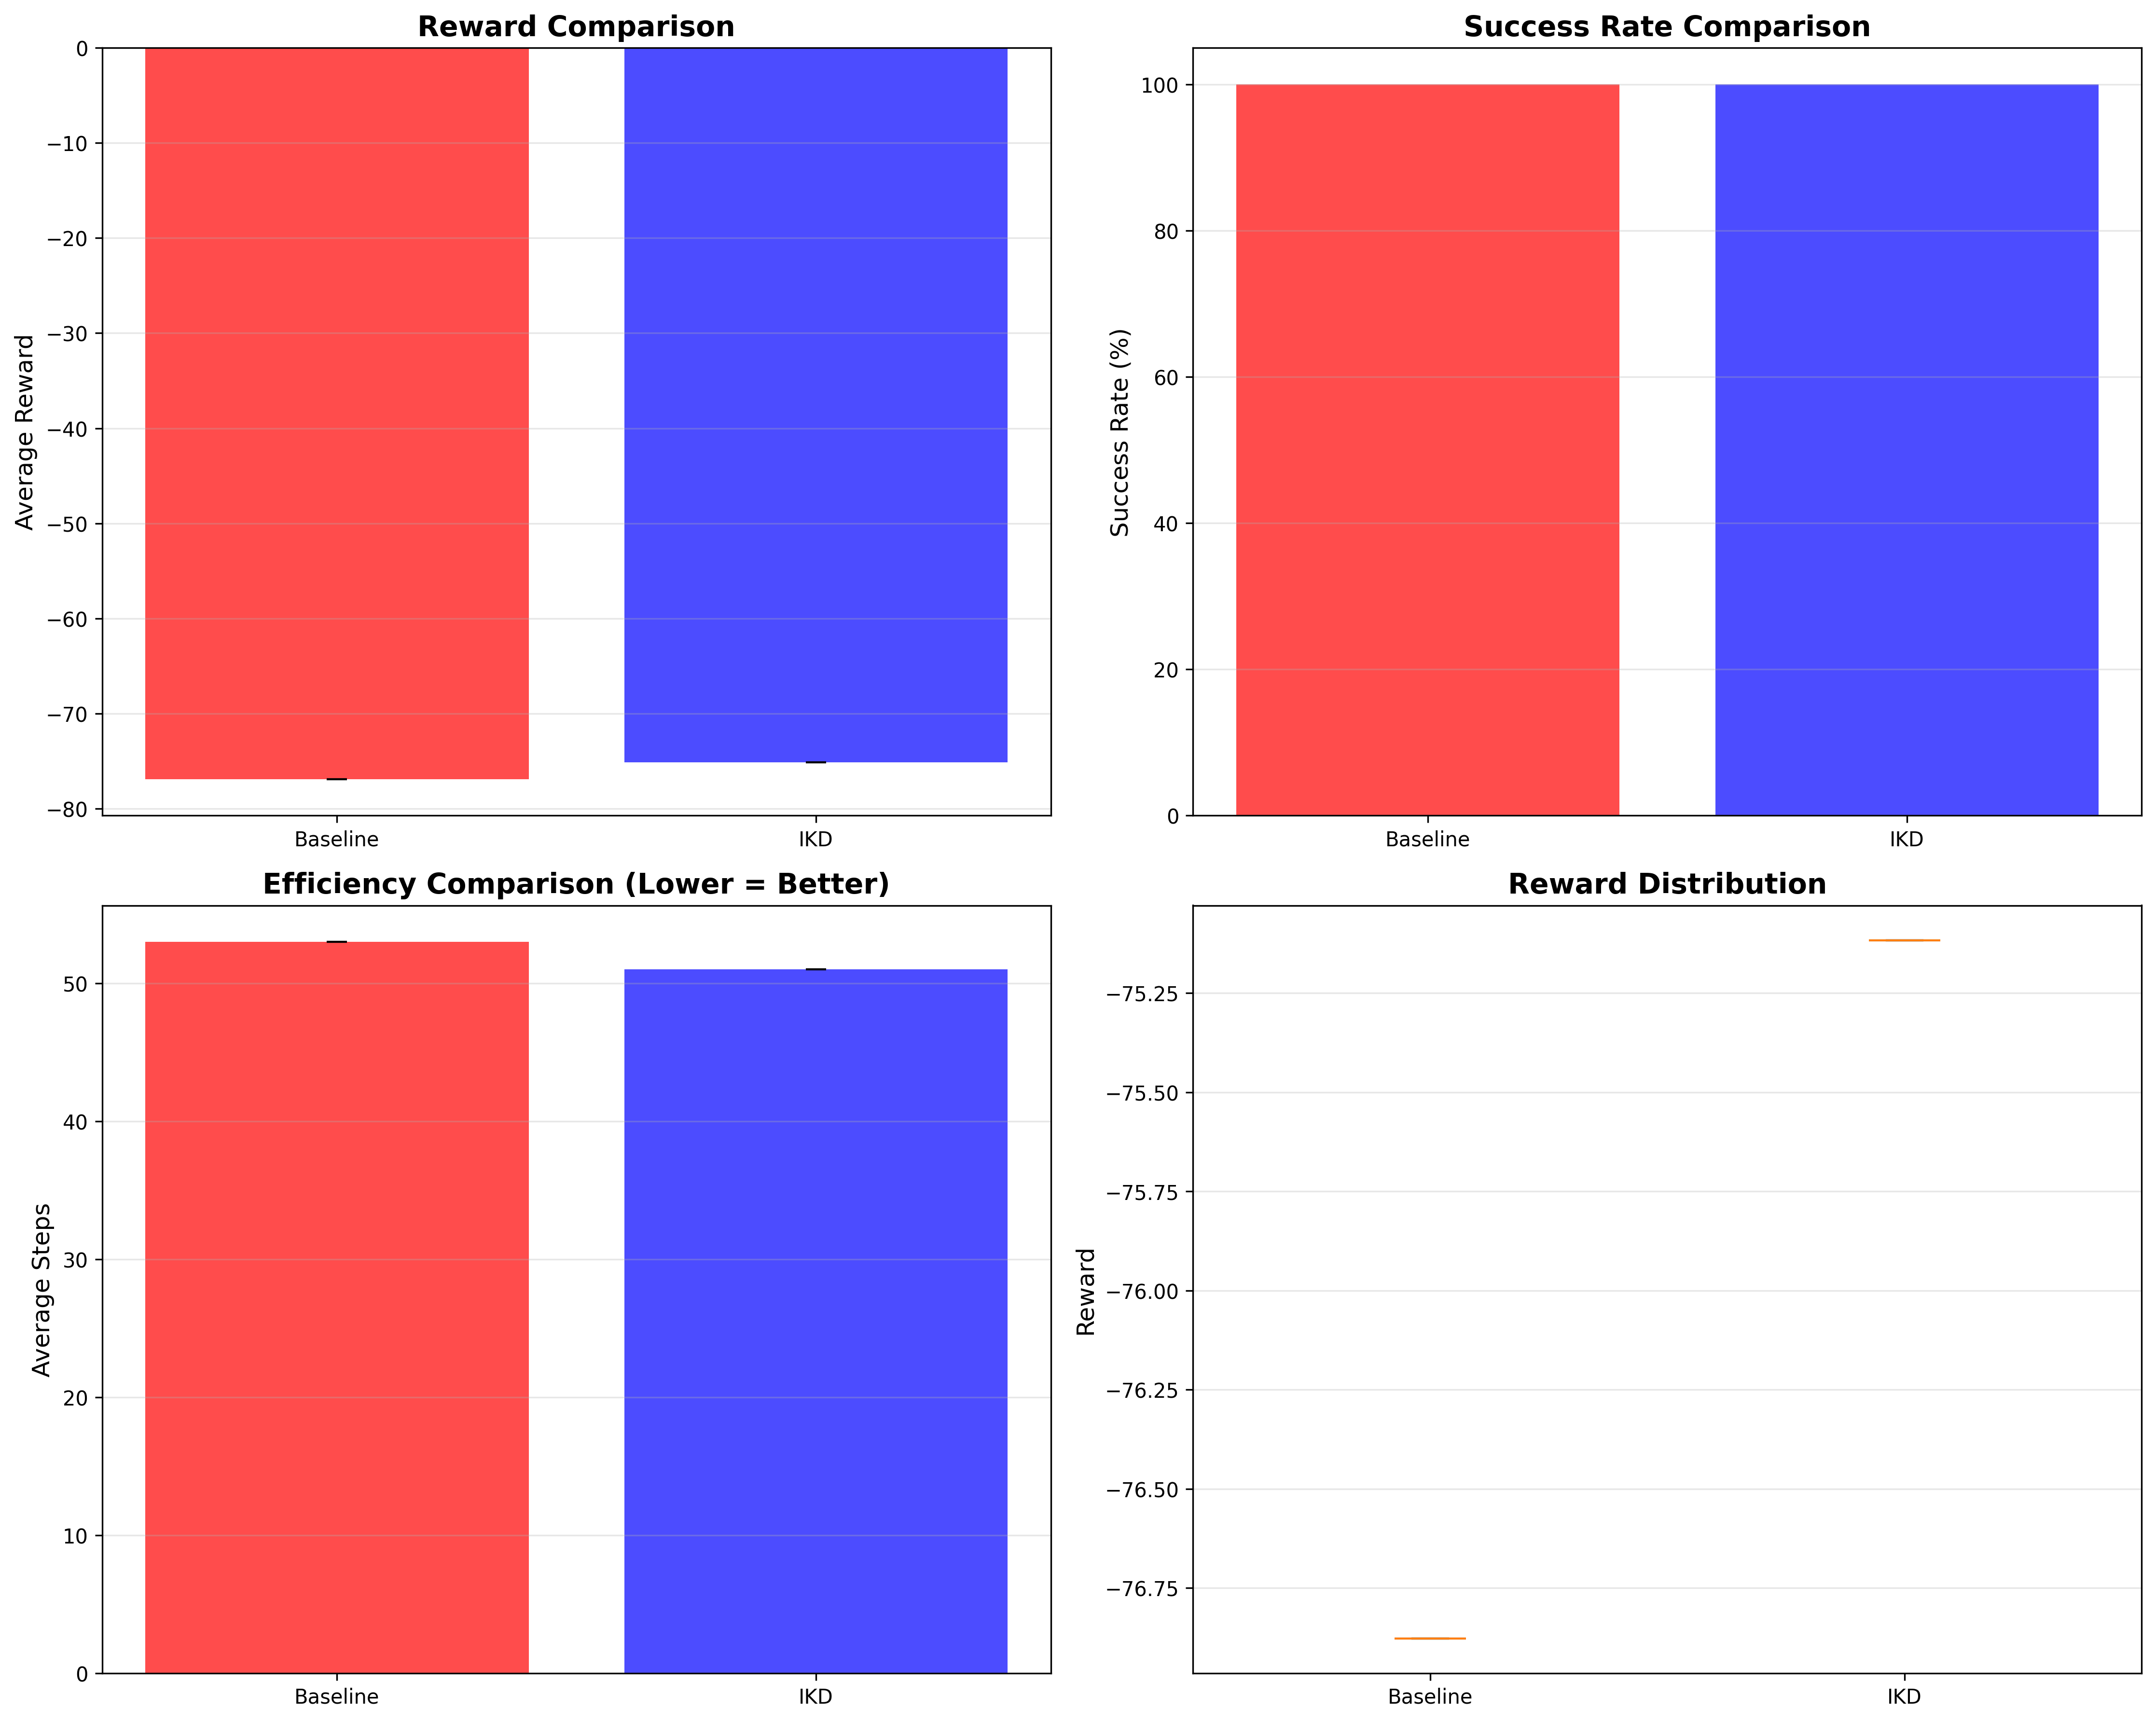 Reward Comparison
Average Reward
0
−10
−20
−30
−40
−50
−60
−70
−80
Baseline
IKD
Success Rate Comparison
Success Rate (%)
100
80
60
40
20
0
Baseline
IKD
Efficiency Comparison (Lower = Better)
Average Steps
50
40
30
20
10
0
Baseline
IKD
Reward Distribution
Reward
−75.25
−75.50
−75.75
−76.00
−76.25
−76.50
−76.75
Baseline
IKD